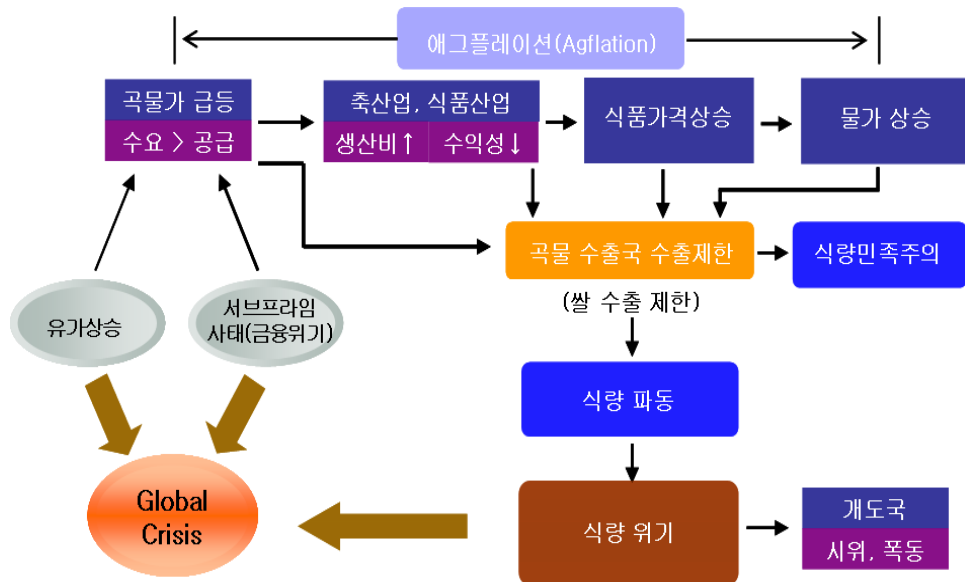 애그플레이션(Agflation)
곡물가 급등
수요 > 공급
축산업, 식품산업
생산비↑ 수익성↓
식품가격상승
물가 상승
곡물 수출국 수출제한
(쌀 수출 제한)
식량민족주의
유가상승
서브프라임
사태(금융위기)
식량 파동
Global
Crisis
식량 위기
개도국
시위, 폭동